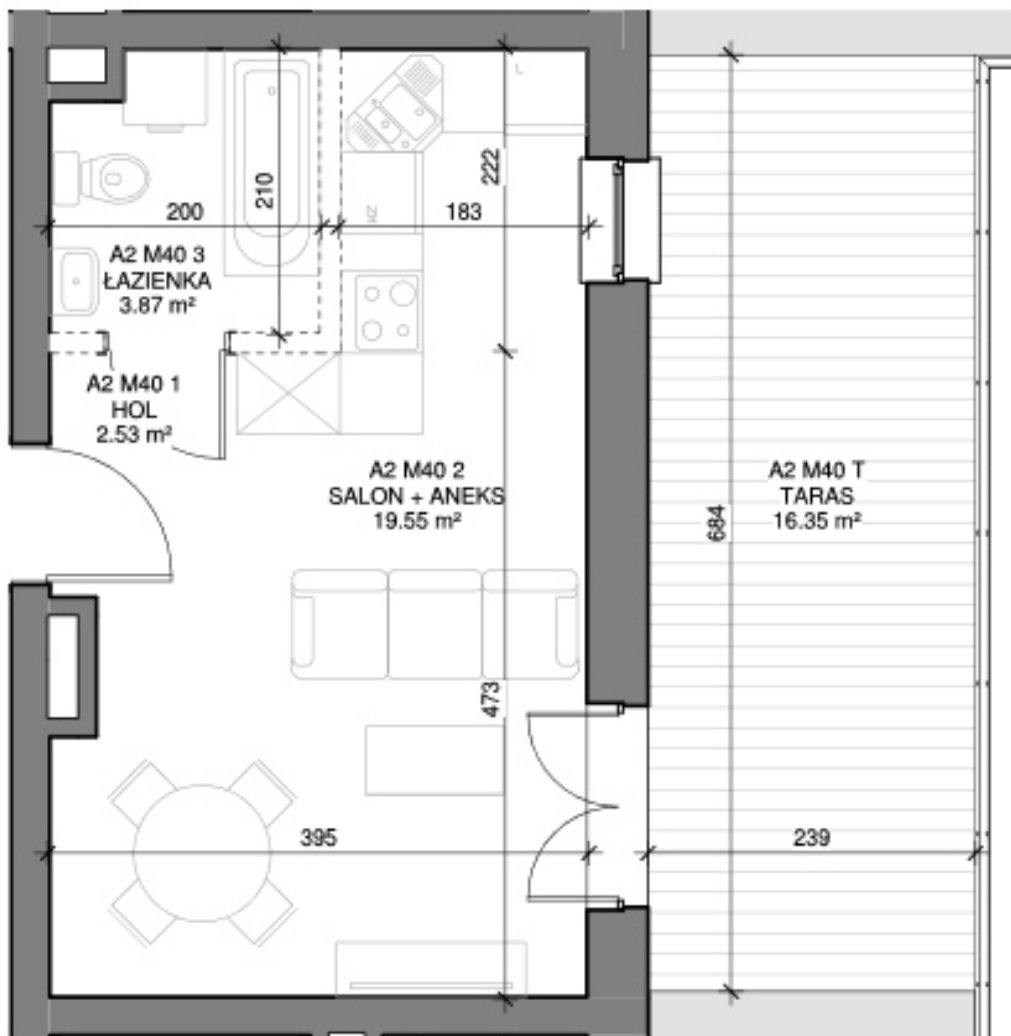 L
222
210
200
183
ZM
A2 M40 3
ŁAZIENKA
3.87 m²
A2 M40 1
HOL
2.53 m²
A2 M40 2
SALON + ANEKS
19.55 m²
A2 M40 T
TARAS
16.35 m²
684
473
395
239